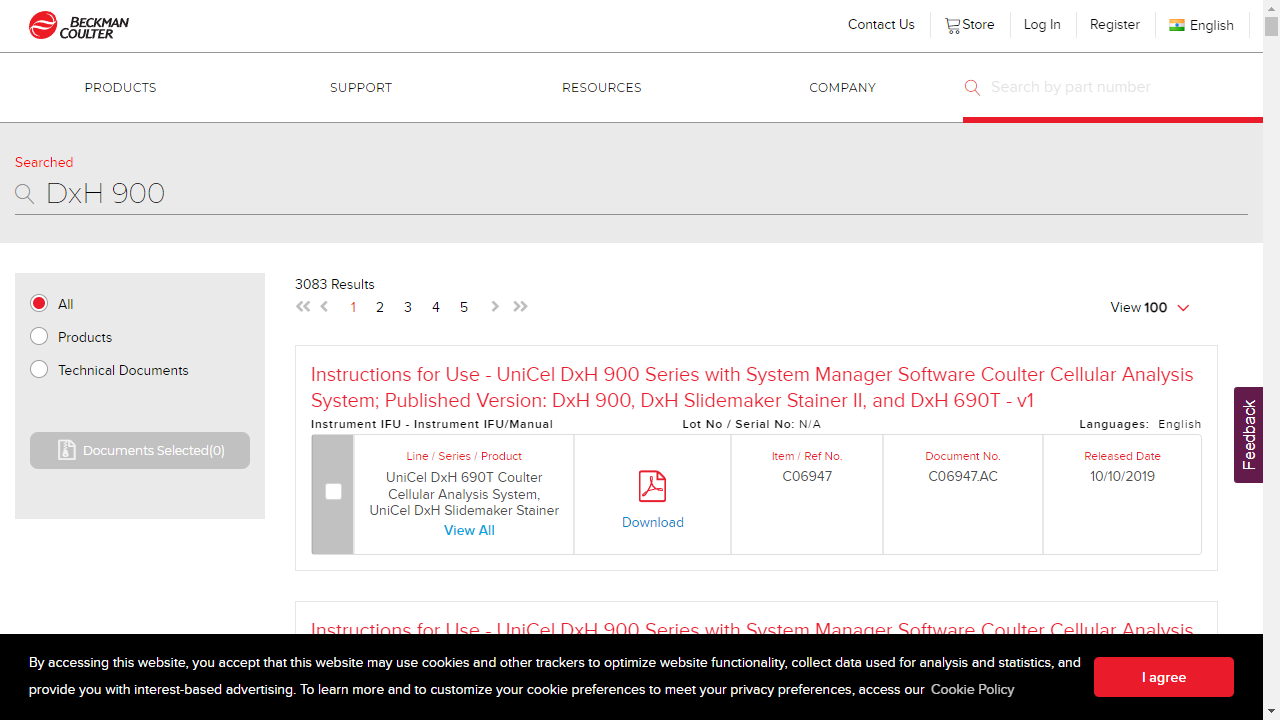 BECKMAN
COULTER
Contact Us
Store
Log In
Register
English
PRODUCTS
SUPPORT
RESOURCES
COMPANY
Search by part number
Searched
DxH 900
All
Products
Technical Documents
Documents Selected(0)
3083 Results
1 2 3 4 5
View 100
Instructions for Use - UniCel DxH 900 Series with System Manager Software Coulter Cellular Analysis
System; Published Version: DxH 900, DxH Slidemaker Stainer II, and DxH 690T - v1
Instrument IFU - Instrument IFU/Manual
Lot No / Serial No: N/A
Languages: English
Line / Series / Product
UniCel DxH 690T Coulter
Cellular Analysis System,
UniCel DxH Slidemaker Stainer
View All
Download
Item / Ref No.
C06947
Document No.
C06947.AC
Released Date
10/10/2019
Feedback
Instructions for Use - UniCel DxH 900 Series with System Manager Software Coulter Cellular Analysis
By accessing this website, you accept that this website may use cookies and other trackers to optimize website functionality, collect data used for analysis and statistics, and
provide you with interest-based advertising. To learn more and to customize your cookie preferences to meet your privacy preferences, access our Cookie Policy
I agree